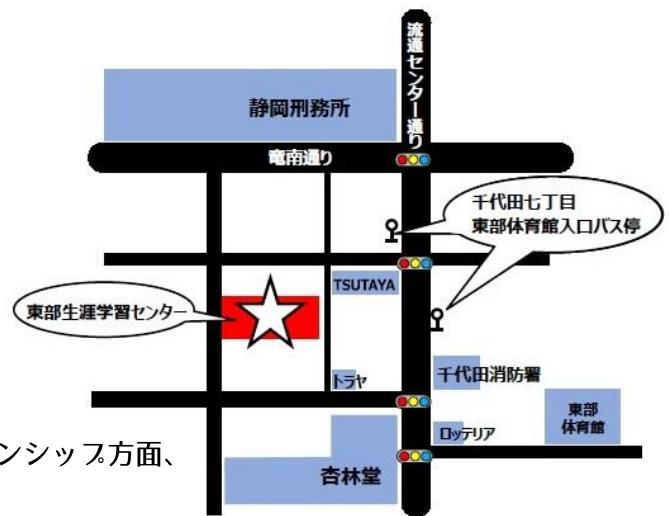 流通センター通り
静岡刑務所
竜南通り
千代田七丁目
東部体育館入口バス停
TSUTAYA
東部生涯学習センター
トラヤ
千代田消防署
東部
体育館
ロッテリア
ンシップ方面、
杏林堂